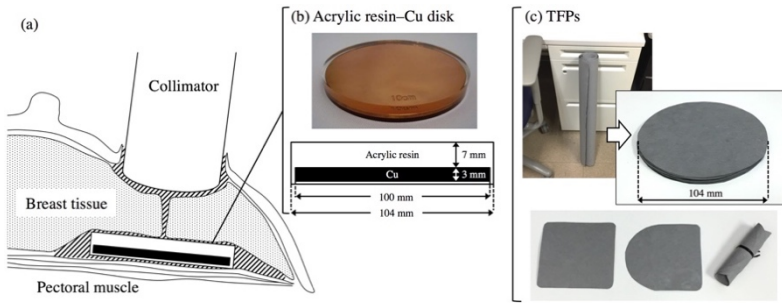 (a)
Collimator
Breast tissue
Pectoral muscle
(b) Acrylic resin–Cu disk
Acrylic resin
7 mm
Cu
3 mm
100 mm
104 mm
(c) TFPs
104 mm